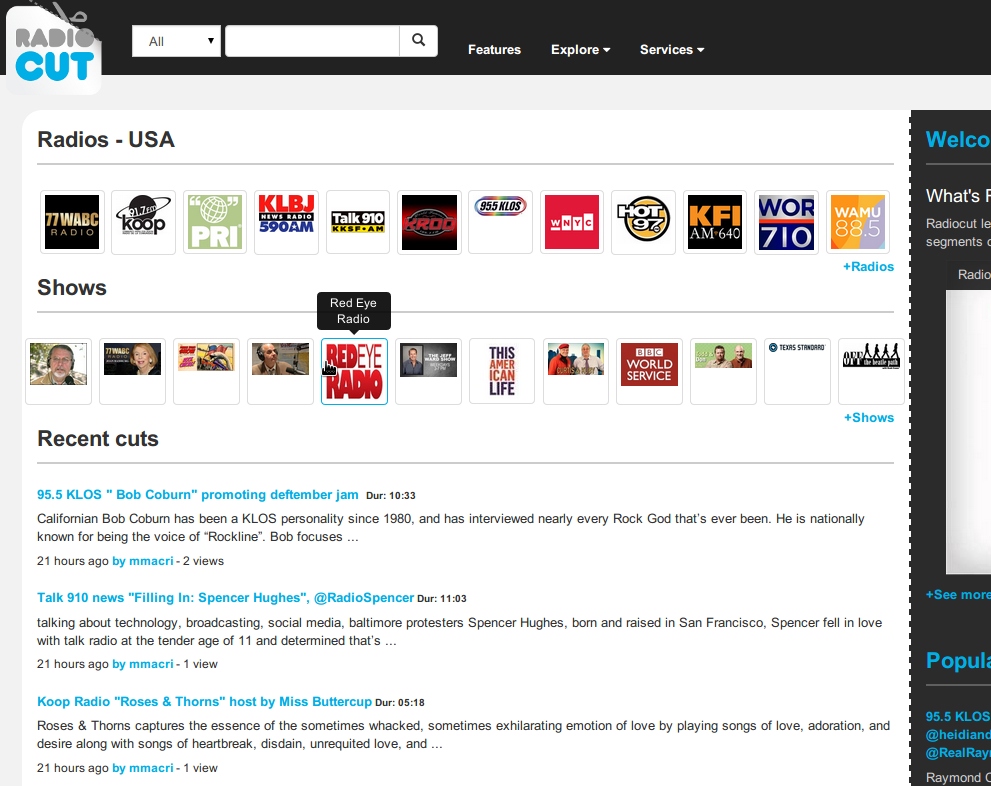 RADIO
CUT
All
Features
Explore
Services
Radios - USA
77WABC
RADIO
91.7 FM
koop
PRI
KLBJ
NEWS RADIO
590AM
Talk 910
KKSF•AM
KROQ
95.5 KLOS
WNYC
HOT
97
KFI
AM•640
WOR
710
WAMU
88.5
+Radios
Shows
Red Eye
Radio
77WABC
RADIO
REDEYE
RADIO
THE JEFF
WARD SHOW
THIS
AMER
ICAN
LIFE
BBC
WORLD
SERVICE
TEXAS STANDARD
OFF
the beatle path
+Shows
Recent cuts
95.5 KLOS " Bob Coburn" promoting deftember jam Dur: 10:33
Californian Bob Coburn has been a KLOS personality since 1980, and has interviewed nearly every Rock God that's ever been. He is nationally
known for being the voice of “Rockline”. Bob focuses …
21 hours ago by mmacri - 2 views
Talk 910 news "Filling In: Spencer Hughes", @RadioSpencer Dur: 11:03
talking about technology, broadcasting, social media, baltimore protesters Spencer Hughes, born and raised in San Francisco, Spencer fell in love
with talk radio at the tender age of 11 and determined that’s …
21 hours ago by mmacri - 1 view
Koop Radio "Roses & Thorns" host by Miss Buttercup Dur: 05:18
Roses & Thorns captures the essence of the sometimes whacked, sometimes exhilarating emotion of love by playing songs of love, adoration, and
desire along with songs of heartbreak, disdain, unrequited love, and …
21 hours ago by mmacri - 1 view
Welco
What's R
Radiocut le
segments o
Radio
+See more
Popula
95.5 KLOS
@heidiand
@RealRay
Raymond C